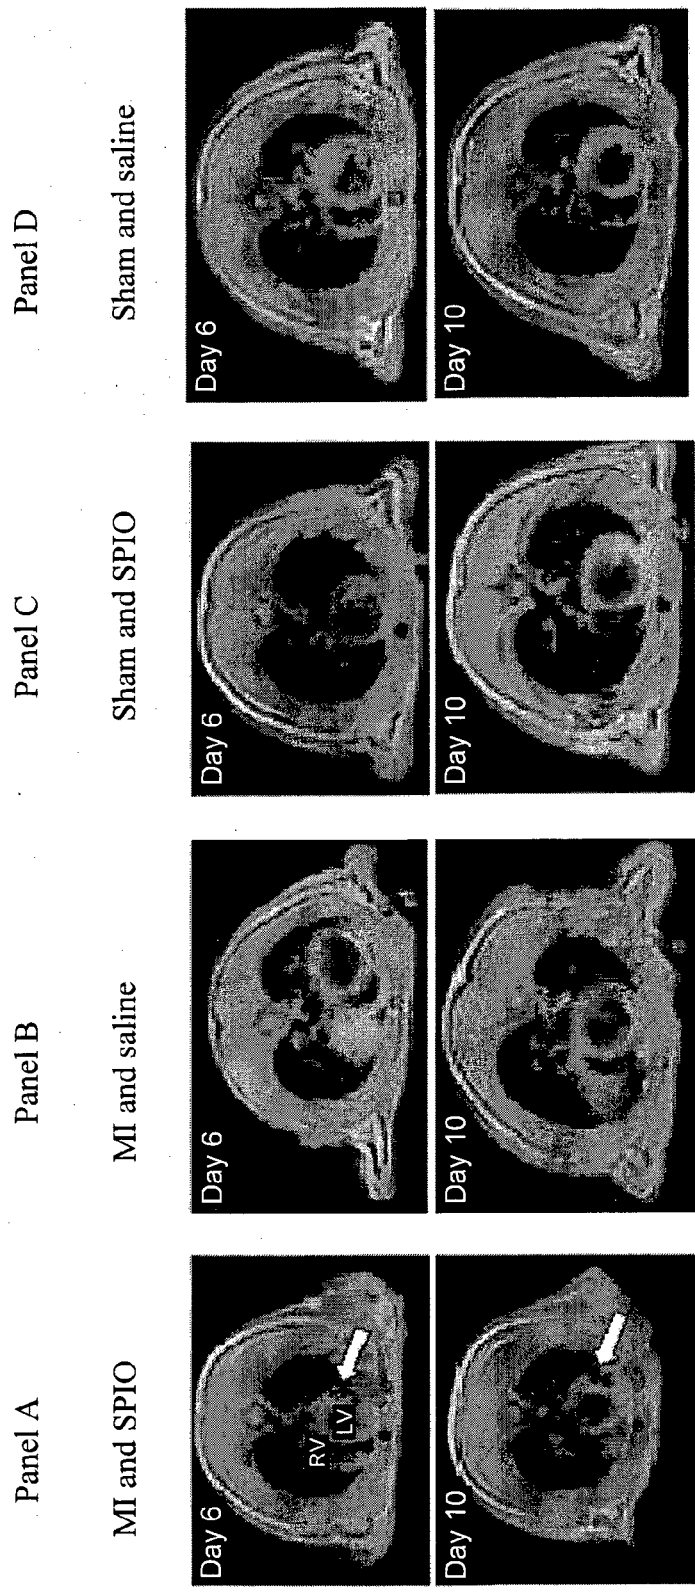 Panel A
MI and SPIO
Day 6
RV
LV
Day 10
Panel B
MI and saline
Day 6
Day 10
Panel C
Sham and SPIO
Day 6
Day 10
Panel D
Sham and saline
Day 6
Day 10